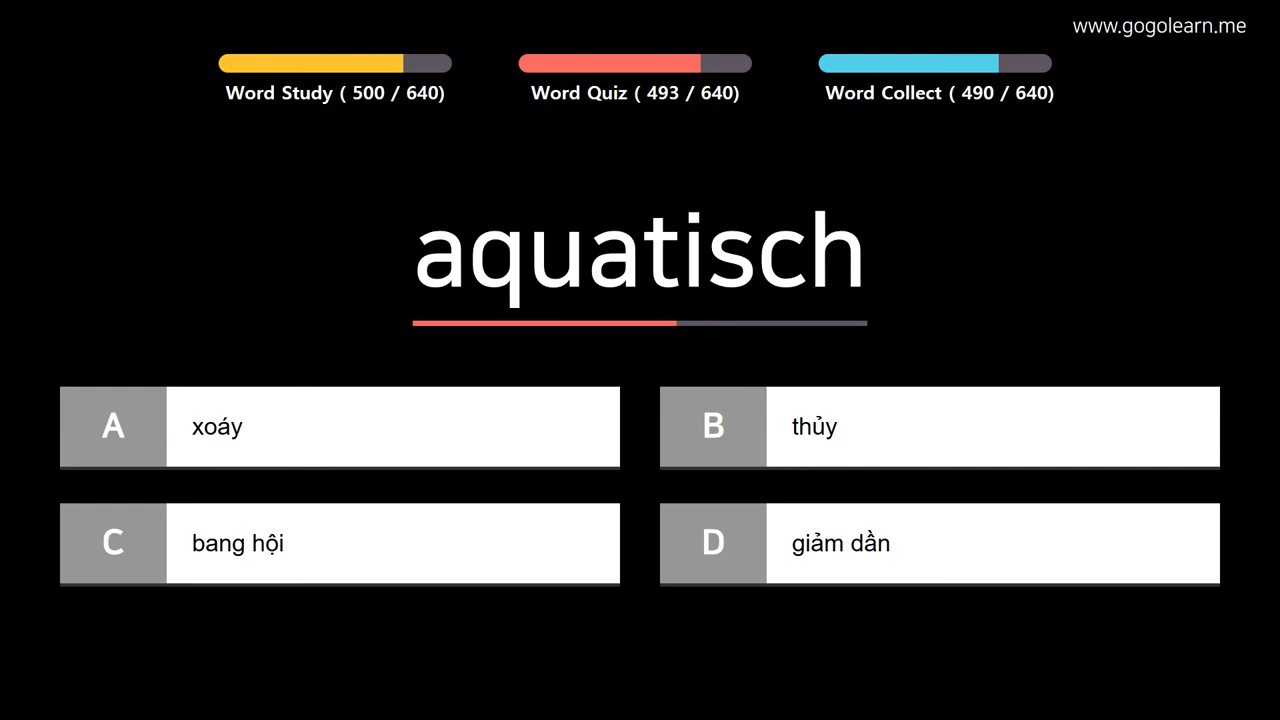 www.gogolearn.me
Word Study ( 500 / 640)
Word Quiz ( 493 / 640)
Word Collect ( 490 / 640)
aquatisch
A xoáy
B thủy
C bang hội
D giảm dần